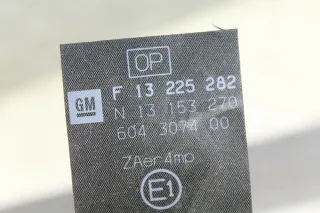 OP
F 13 225 282
GM
N 13 153 270
604 3074 00
ZAer4mp
E1